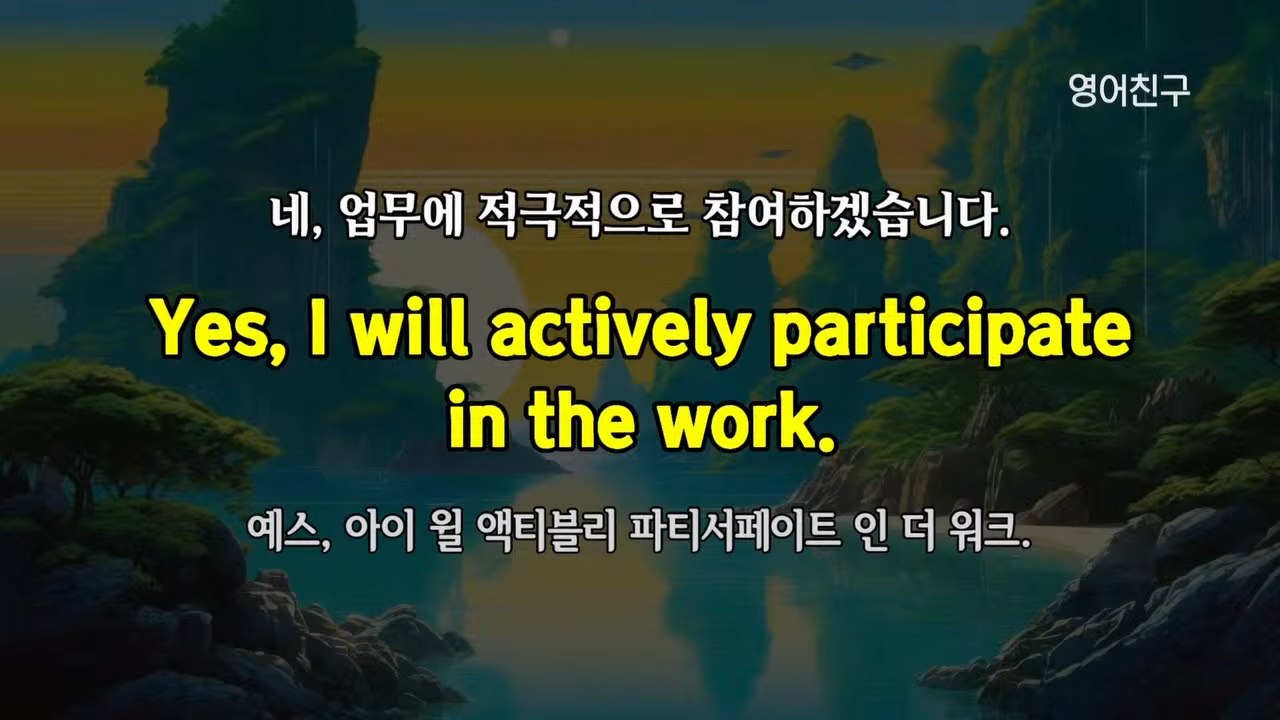 영어친구
네, 업무에 적극적으로 참여하겠습니다.
Yes, I will actively participate
in the work.
예스, 아이 윌 액티블리 파티서페이트 인 더 워크.